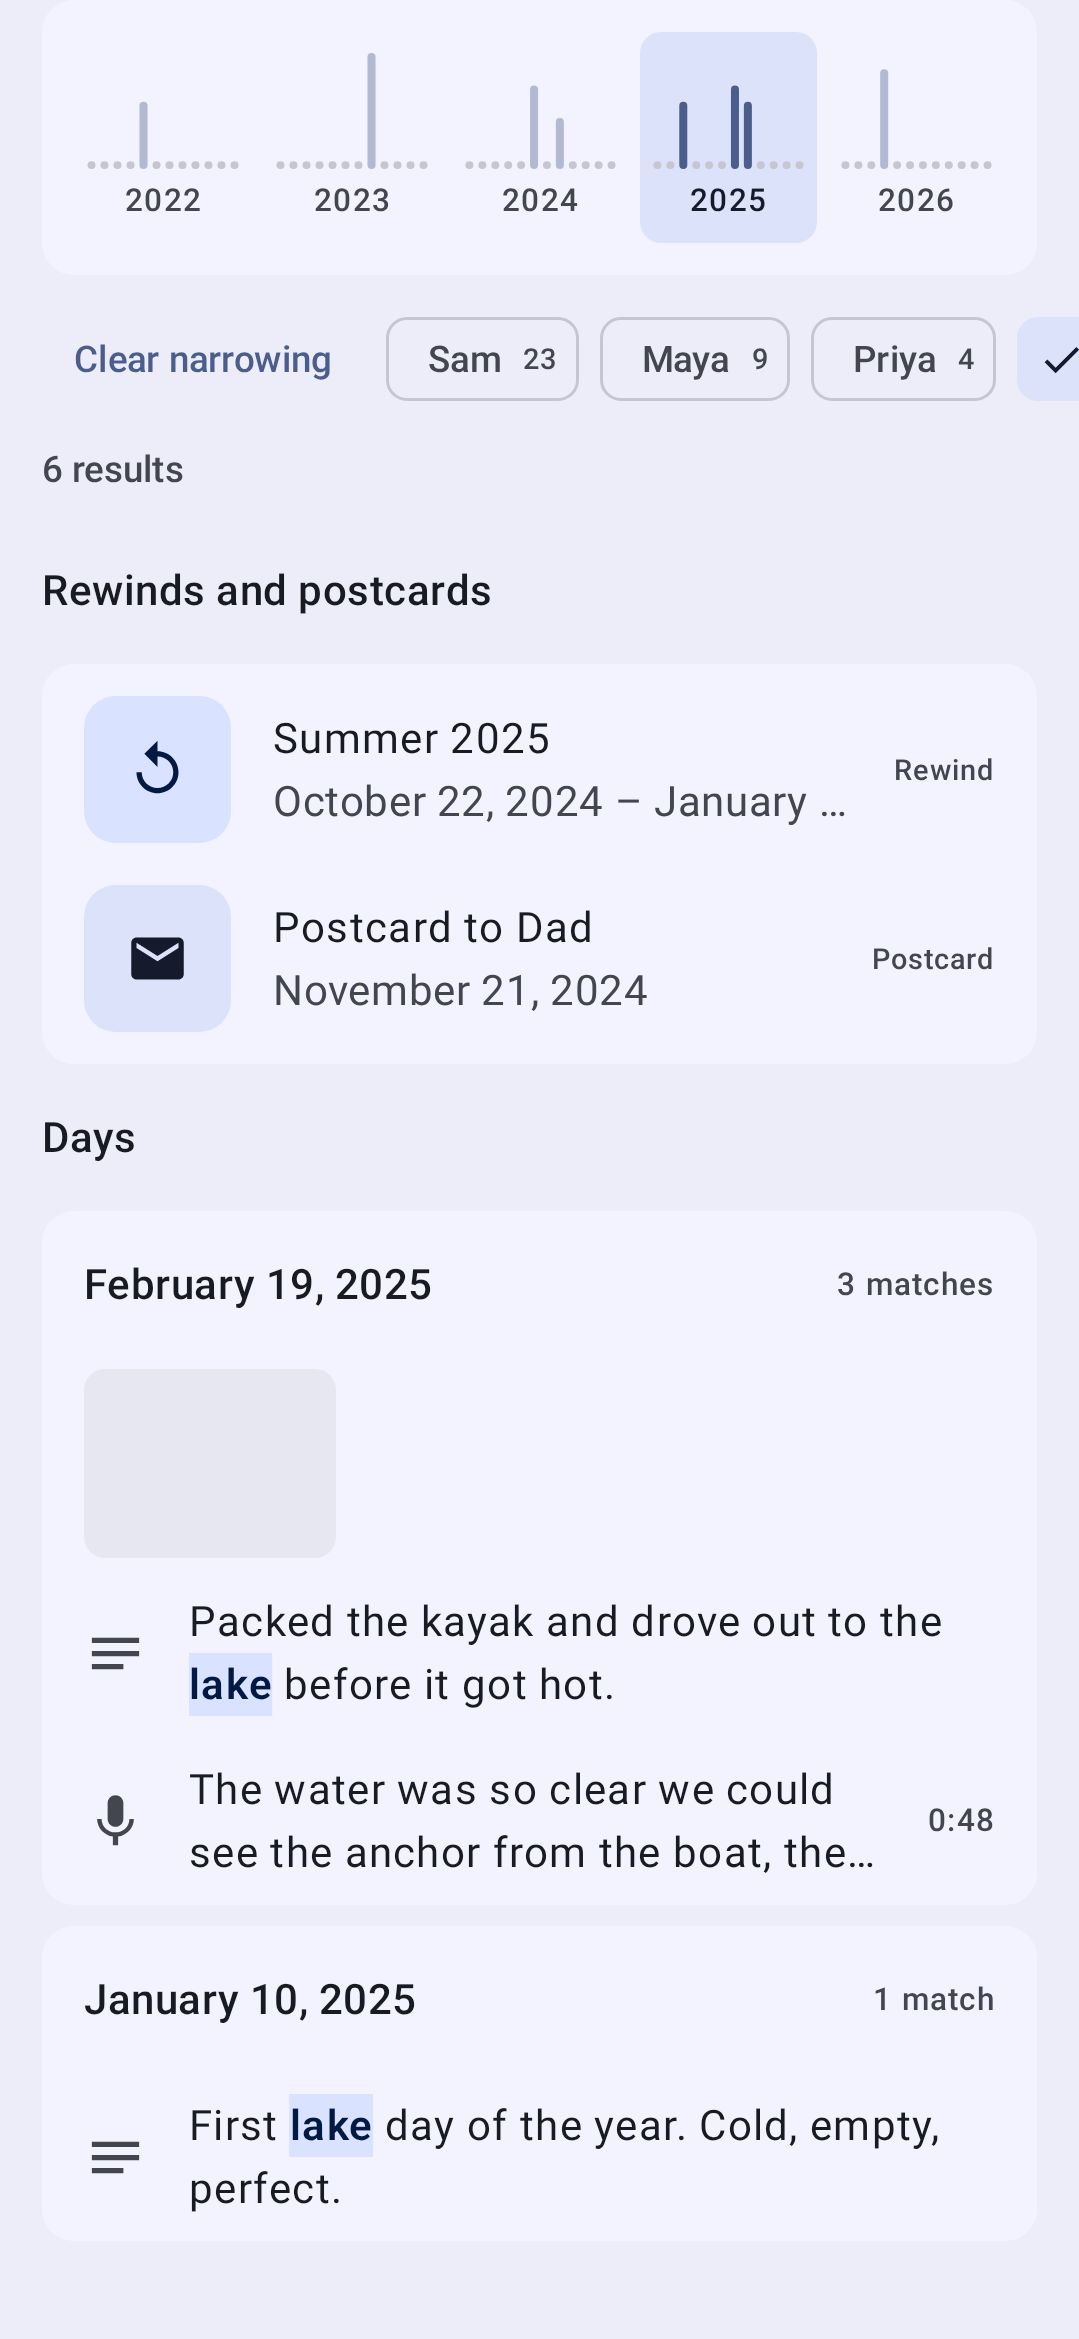 2022
2023
2024
2025
2026
Clear narrowing
Sam 23
Maya 9
Priya 4
6 results
Rewinds and postcards
Summer 2025
October 22, 2024 – January …
Rewind
Postcard to Dad
November 21, 2024
Postcard
Days
February 19, 2025
3 matches
Packed the kayak and drove out to the
lake before it got hot.
The water was so clear we could
see the anchor from the boat, the…
0:48
January 10, 2025
1 match
First lake day of the year. Cold, empty,
perfect.